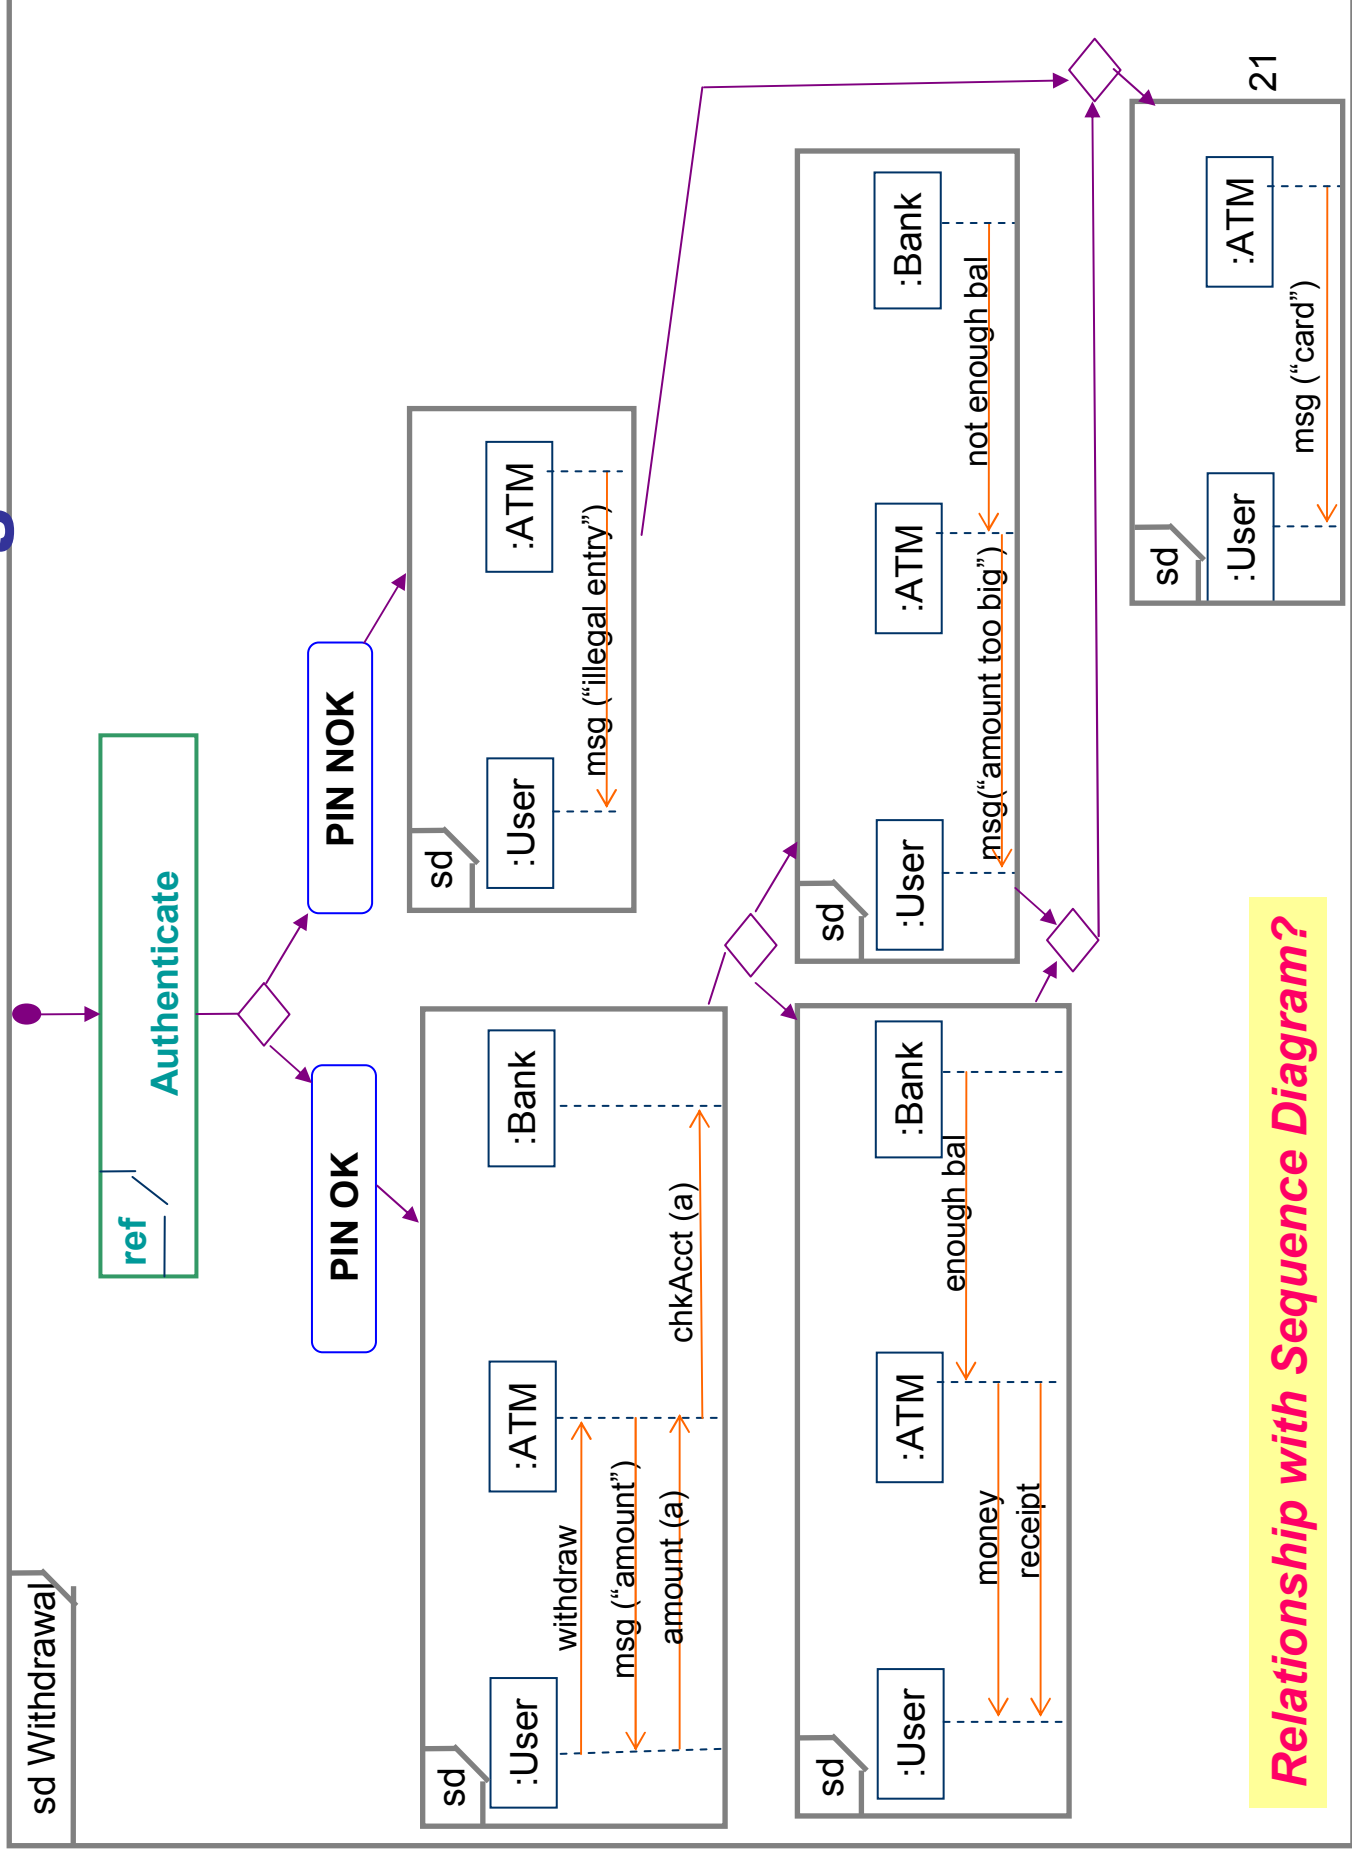 sd Withdrawal
ref
Authenticate
PIN OK
PIN NOK
sd
:User
:ATM
:Bank
withdraw
msg (“amount”)
amount (a)
chkAcct (a)
sd
:User
:ATM
msg (“illegal entry”)
sd
:User
:ATM
:Bank
enough bal
money
receipt
sd
:User
:ATM
:Bank
not enough bal
msg(“amount too big”)
sd
:User
:ATM
msg (“card”)
Relationship with Sequence Diagram?
21